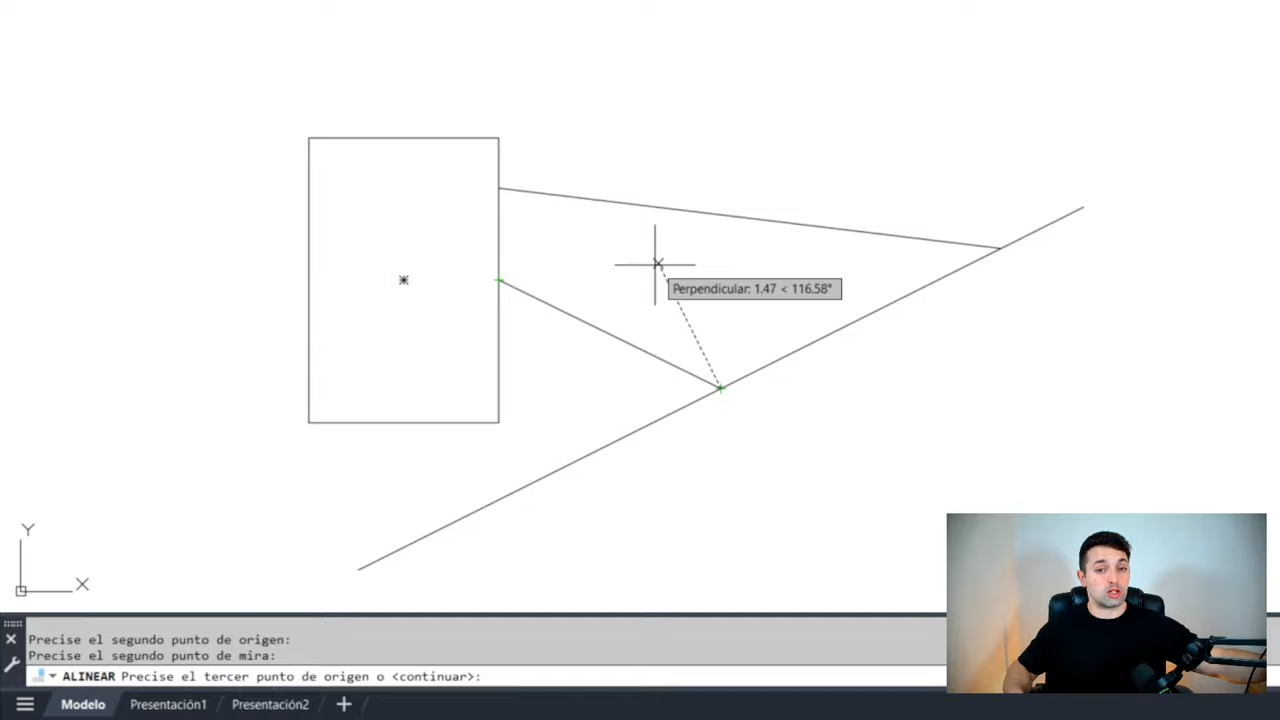 Perpendicular: 1.47 < 116.58°
Y
X
Precise el segundo punto de origen:
Precise el segundo punto de mira:
ALINEAR Precise el tercer punto de origen o <continuar>:
Modelo Presentación1 Presentación2 +